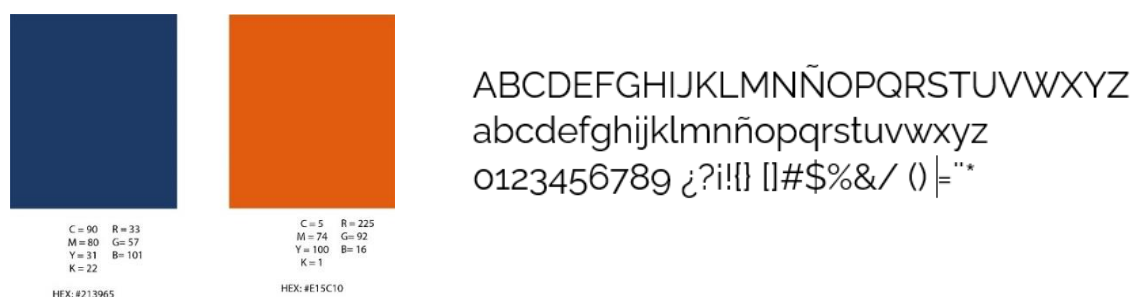 C = 90 R = 33
M = 80 G= 57
Y = 31 B= 101
K = 22
HEX: #213965
C = 5 R = 225
M = 74 G= 92
Y = 100 B= 16
K = 1
HEX: #E15C10
ABCDEFGHIJKLMNÑOPQRSTUVWXYZ
abcdefghijklmnñopqrstuvwxyz
0123456789 ¿?i!{} []#$%&/ () |=¨*